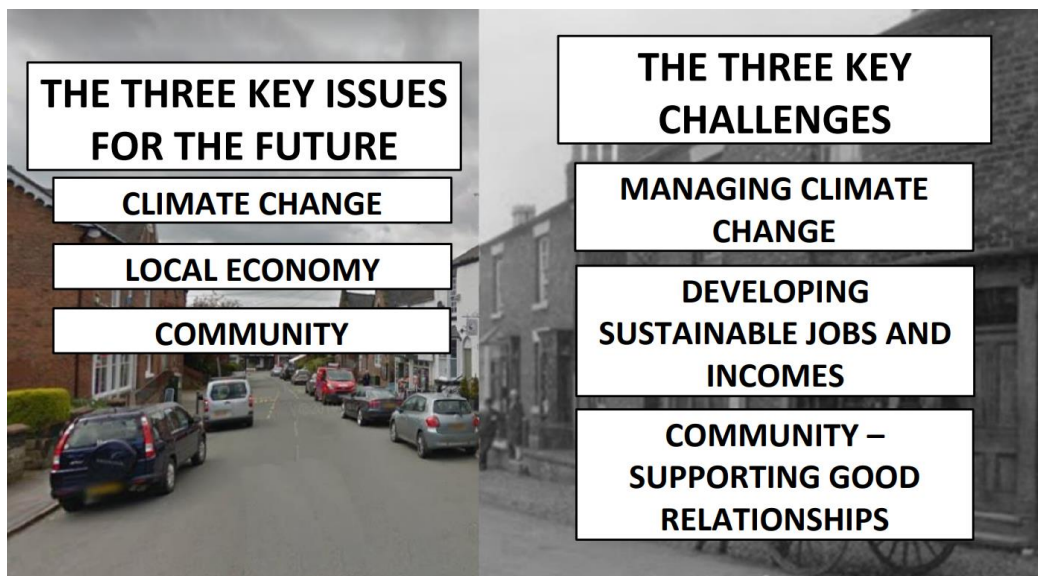 THE THREE KEY ISSUES
FOR THE FUTURE
CLIMATE CHANGE
LOCAL ECONOMY
COMMUNITY
THE THREE KEY
CHALLENGES
MANAGING CLIMATE
CHANGE
DEVELOPING
SUSTAINABLE JOBS AND
INCOMES
COMMUNITY –
SUPPORTING GOOD
RELATIONSHIPS